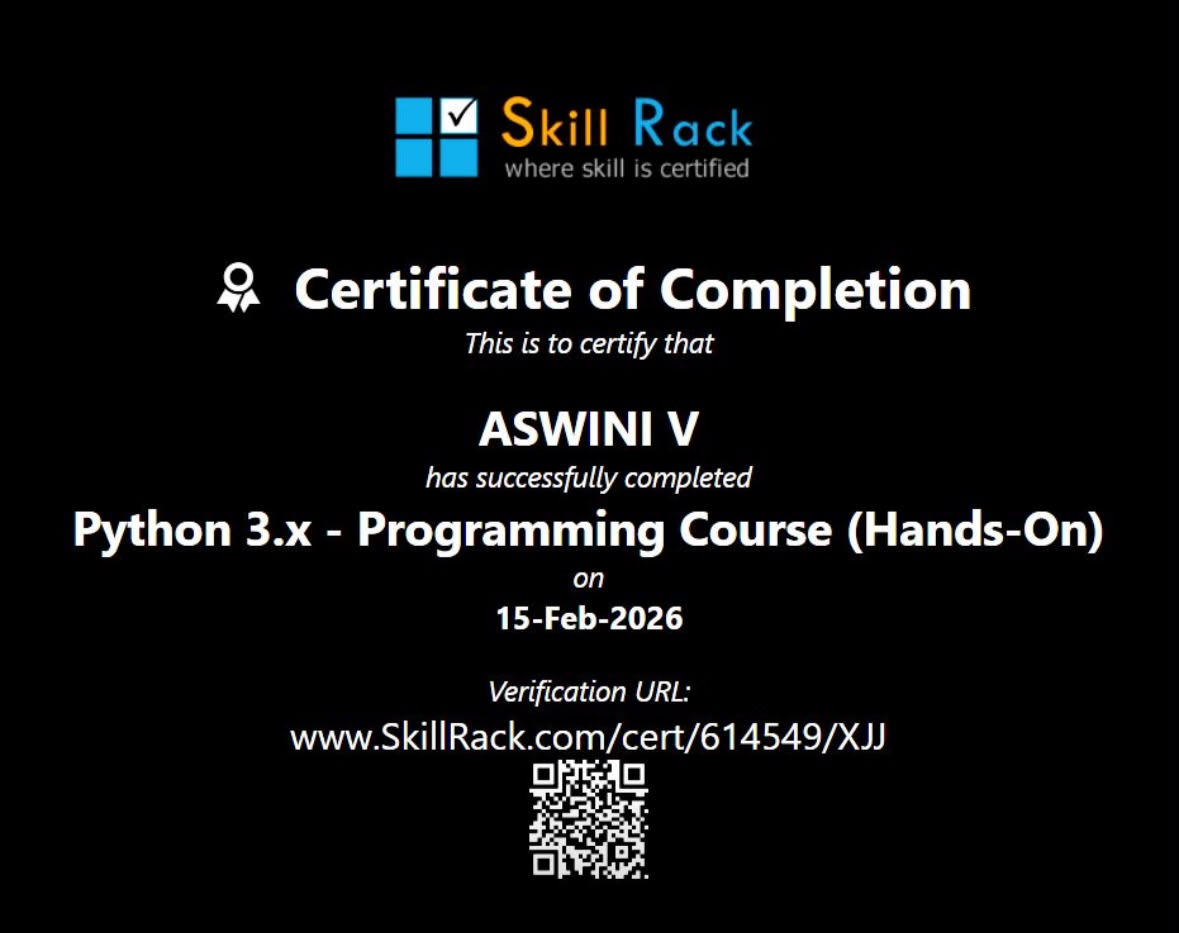 Skill Rack
where skill is certified
Certificate of Completion
This is to certify that
ASWINI V
has successfully completed
Python 3.x - Programming Course (Hands-On)
on
15-Feb-2026
Verification URL:
www.SkillRack.com/cert/614549/XJJ